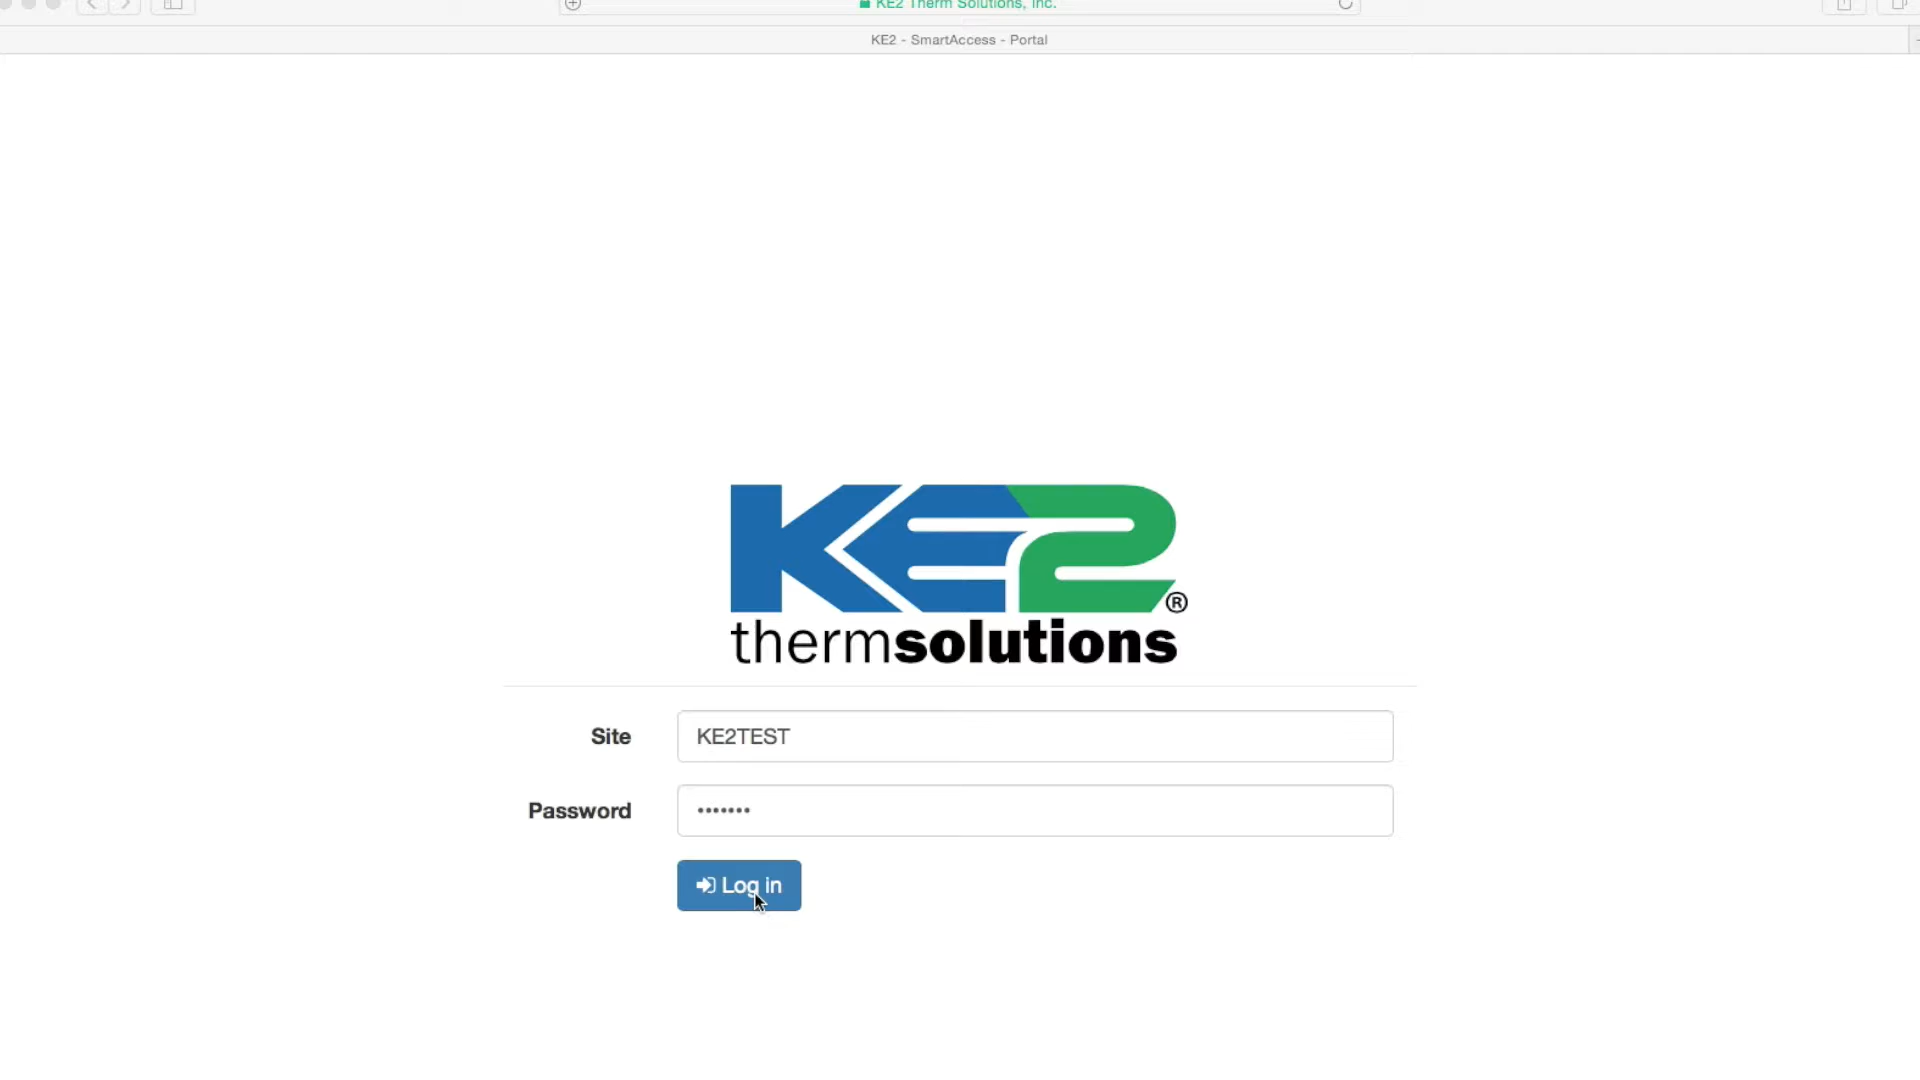 KE2 Therm Solutions, Inc.
KE2 - SmartAccess - Portal
KE2®
thermsolutions
Site
KE2TEST
Password
•••••••
Log in